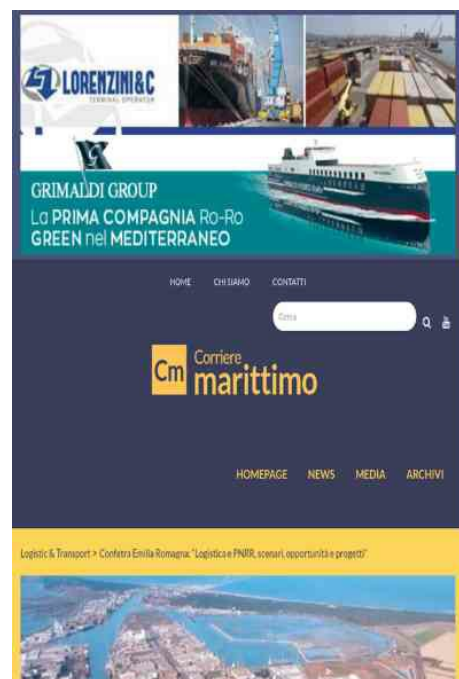 LORENZINI&C
TERMINAL OPERATOR
GRIMALDI GROUP
La PRIMA COMPAGNIA Ro-Ro
GREEN nel MEDITERRANEO
HOME CHI SIAMO CONTATTI
Cerca
Cm Corriere
marittimo
HOMEPAGE NEWS MEDIA ARCHIVI
Logistic & Transport > Confetra Emilia Romagna: "Logistica e PNRR, scenari, opportunità e progetti"